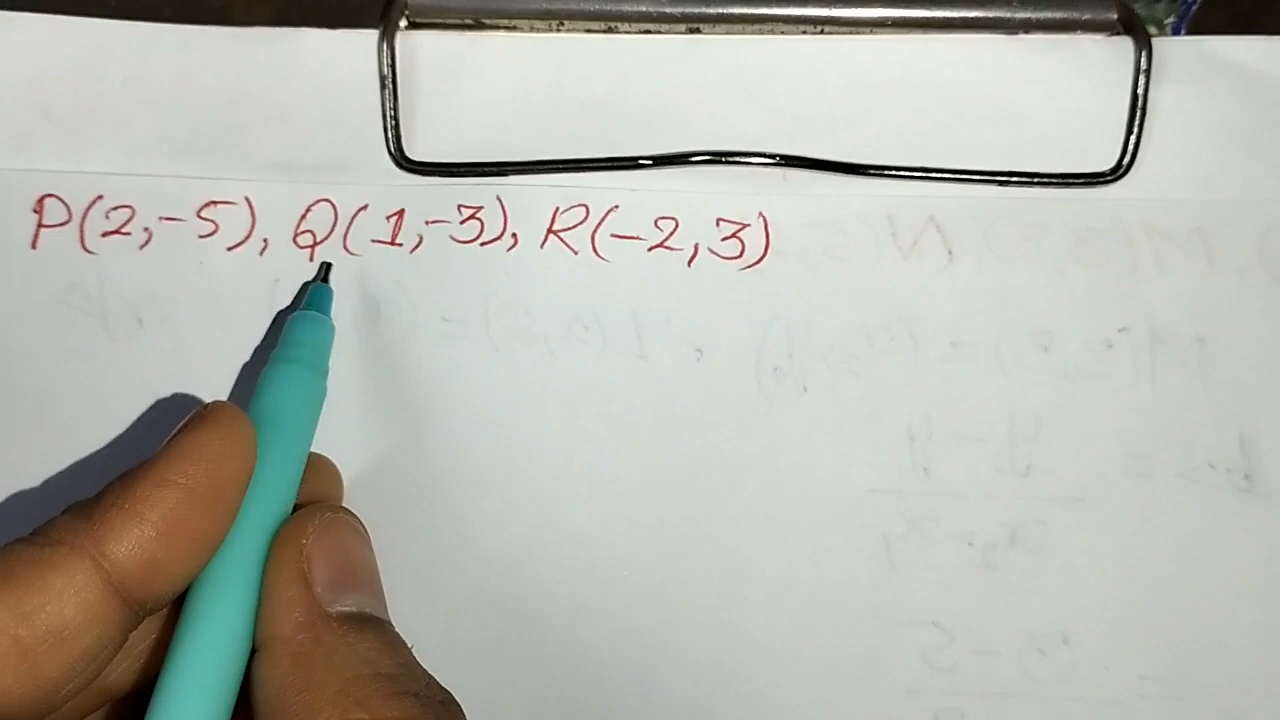 P(2,-5), Q(1,-3), R(-2,3)